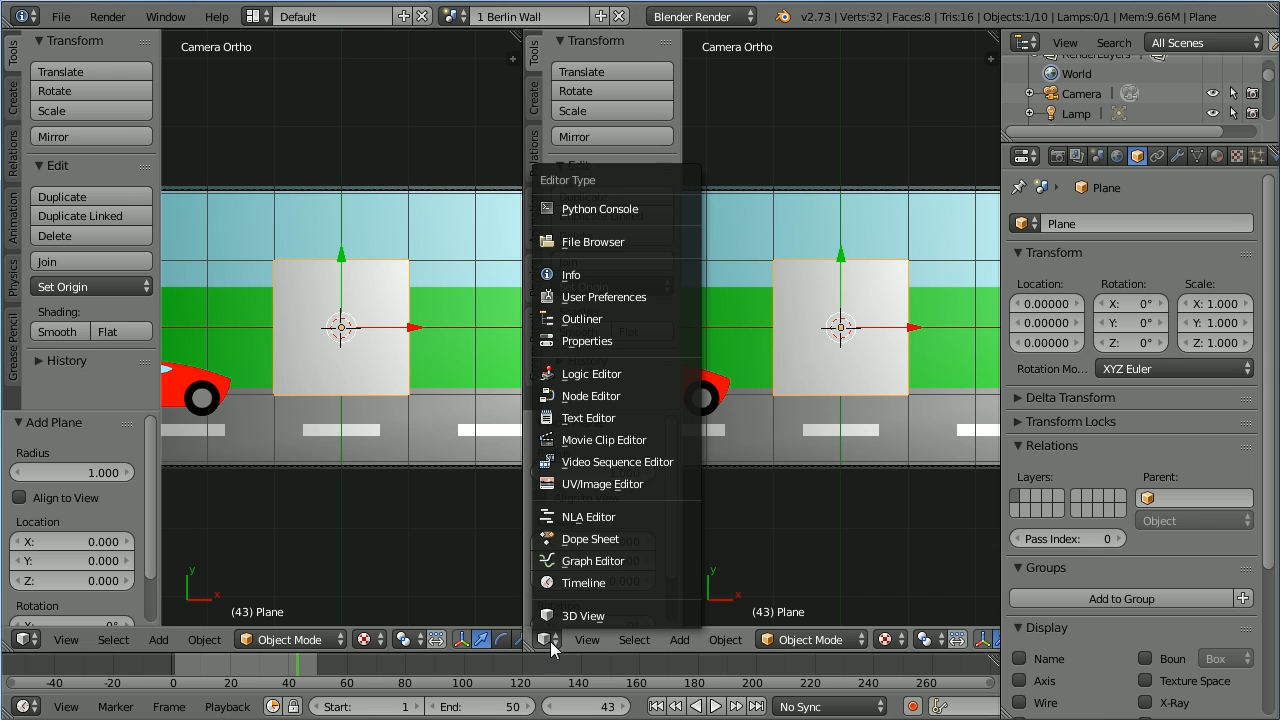 File Render Window Help Default 1 Berlin Wall Blender Render v2.73 | Verts:32 | Faces:8 | Tris:16 | Objects:1/10 | Lamps:0/1 | Mem:9.66M | Plane
Tools
Create
Relations
Animation
Physics
Grease Pencil
Transform
Translate
Rotate
Scale
Mirror
Edit
Duplicate
Duplicate Linked
Delete
Join
Set Origin
Shading:
Smooth Flat
History
Add Plane
Radius
1.000
Align to View
Location
X: 0.000
Y: 0.000
Z: 0.000
Rotation
Camera Ortho
y
x
(43) Plane
View Select Add Object Object Mode
Tools
Create
Relations
Transform
Translate
Rotate
Scale
Mirror
Edit
Editor Type
Python Console
File Browser
Info
User Preferences
Outliner
Properties
Logic Editor
Node Editor
Text Editor
Movie Clip Editor
Video Sequence Editor
UV/Image Editor
NLA Editor
Dope Sheet
Graph Editor
Timeline
3D View
Camera Ortho
y
x
(43) Plane
View Select Add Object Object Mode
View Search All Scenes
RenderLayers
World
Camera
Lamp
Plane
Plane
Transform
Location: Rotation: Scale:
0.00000 X: 0° X: 1.000
0.00000 Y: 0° Y: 1.000
0.00000 Z: 0° Z: 1.000
Rotation Mo... XYZ Euler
Delta Transform
Transform Locks
Relations
Layers: Parent:
Object
Pass Index: 0
Groups
Add to Group
Display
Name Boun Box
Axis Texture Space
Wire X-Ray
-40 -20 0 20 40 60 80 100 120 140 160 180 200 220 240 260
View Marker Frame Playback Start: 1 End: 50 43 No Sync